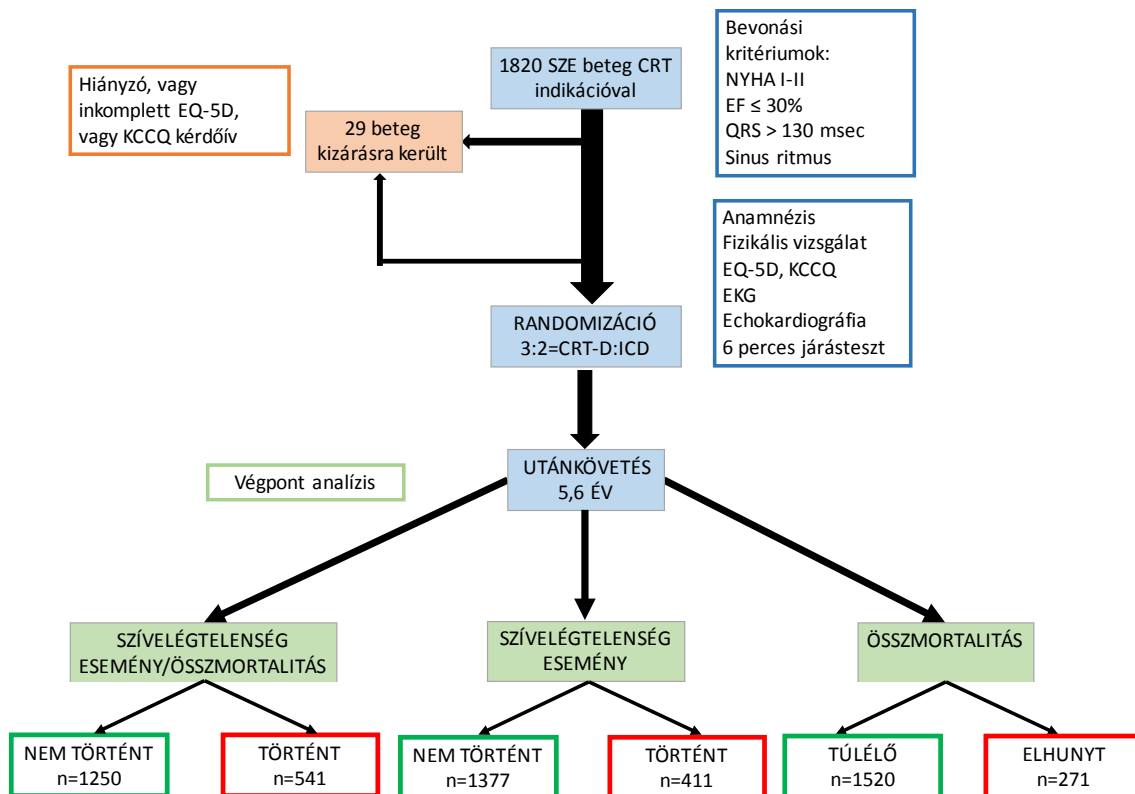 1820 SZE beteg CRT
indikációval
Bevonási
kritériumok:
NYHA I-II
EF ≤ 30%
QRS > 130 msec
Sinus ritmus
Hiányzó, vagy
inkomplett EQ-5D,
vagy KCCQ kérdőív
29 beteg
kizárásra került
Anamnézis
Fizikális vizsgálat
EQ-5D, KCCQ
EKG
Echokardiográfia
6 perces járásteszt
RANDOMIZÁCIÓ
3:2=CRT-D:ICD
UTÁNKÖVETÉS
5,6 ÉV
Végpont analízis
SZÍVELÉGTELENSÉG
ESEMÉNY/ÖSSZMORTALITÁS
SZÍVELÉGTELENSÉG
ESEMÉNY
ÖSSZMORTALITÁS
NEM TÖRTÉNT
n=1250
TÖRTÉNT
n=541
NEM TÖRTÉNT
n=1377
TÖRTÉNT
n=411
TÚLÉLŐ
n=1520
ELHUNYT
n=271